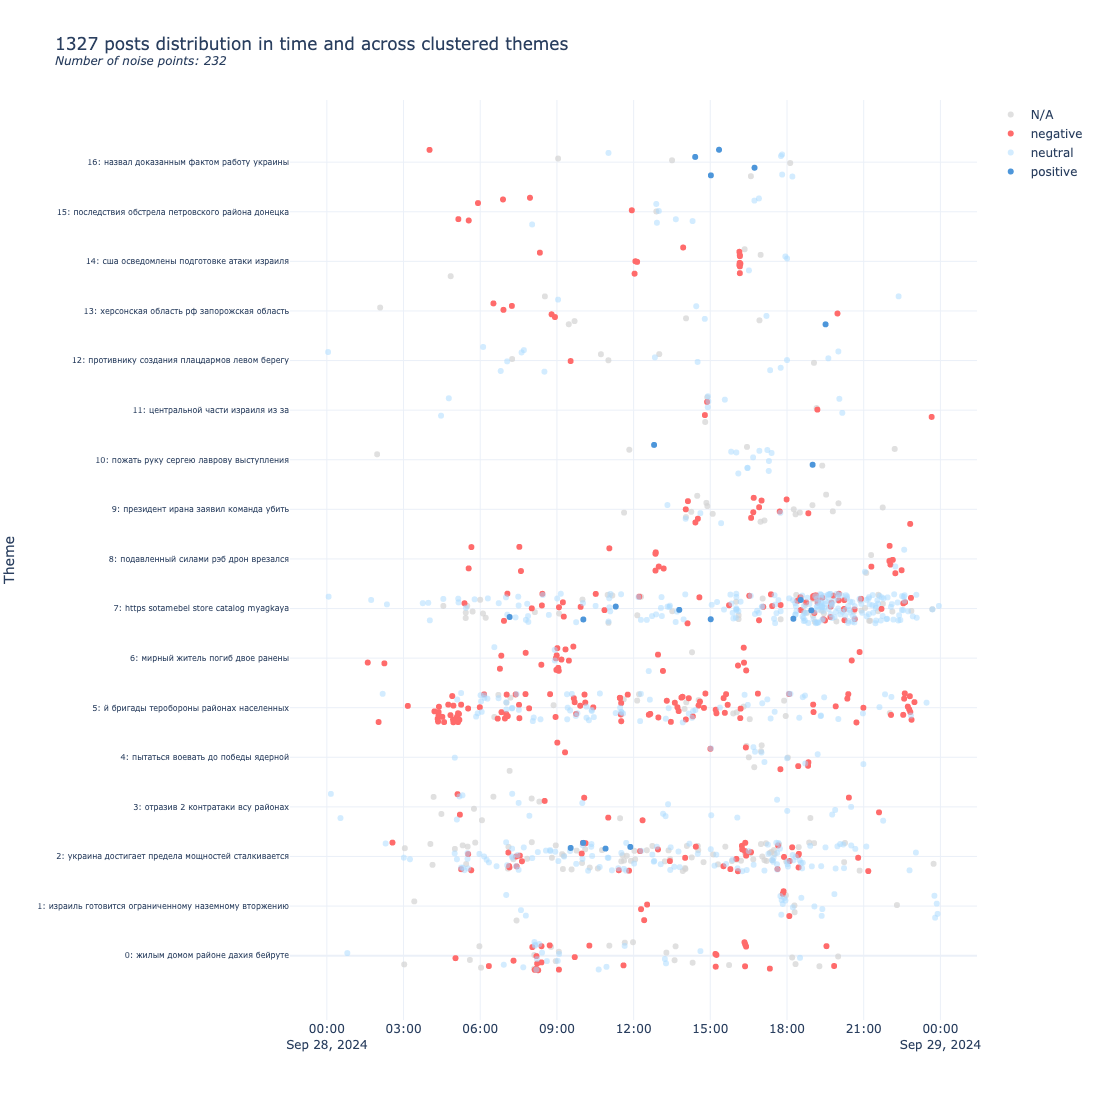 1327 posts distribution in time and across clustered themes
Number of noise points: 232
N/A
negative
neutral
positive
Theme
16: назвал доказанным фактом работу украины
15: последствия обстрела петровского района донецка
14: сша осведомлены подготовке атаки израиля
13: херсонская область рф запорожская область
12: противнику создания плацдармов левом берегу
11: центральной части израиля из за
10: пожать руку сергею лаврову выступления
9: президент ирана заявил команда убить
8: подавленный силами рэб дрон врезался
7: https sotamebel store catalog myagkaya
6: мирный житель погиб двое ранены
5: й бригады теробороны районах населенных
4: пытаться воевать до победы ядерной
3: отразив 2 контратаки всу районах
2: украина достигает предела мощностей сталкивается
1: израиль готовится ограниченному наземному вторжению
0: жилым домом районе дахия бейруте
00:00 03:00 06:00 09:00 12:00 15:00 18:00 21:00 00:00
Sep 28, 2024 Sep 29, 2024